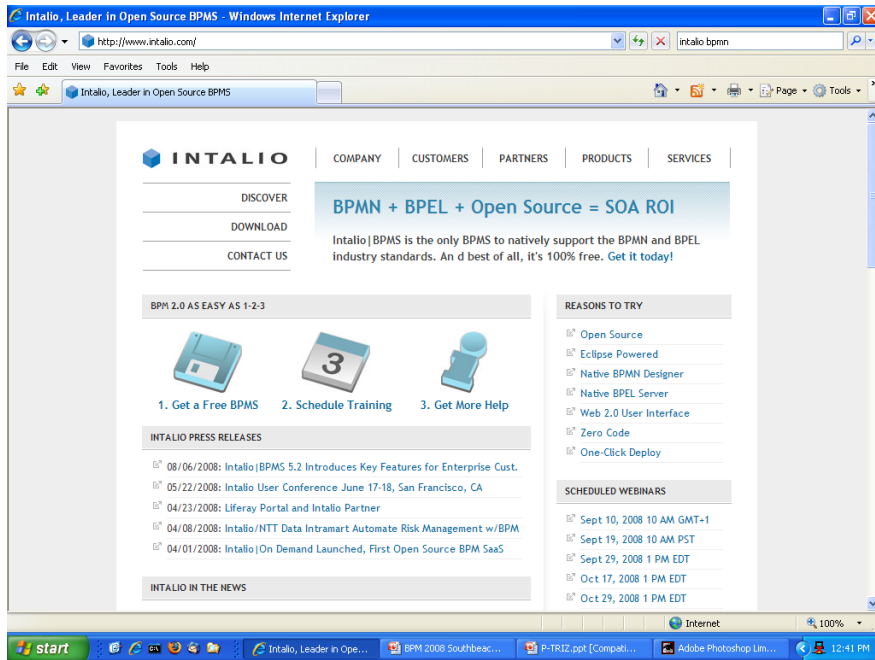 Intalio, Leader in Open Source BPMS - Windows Internet Explorer
http://www.intalio.com/
intalio bpmn
File Edit View Favorites Tools Help
Intalio, Leader in Open Source BPMS
Page Tools
INTALIO
COMPANY CUSTOMERS PARTNERS PRODUCTS SERVICES
DISCOVER
DOWNLOAD
CONTACT US
BPMN + BPEL + Open Source = SOA ROI
Intalio|BPMS is the only BPMS to natively support the BPMN and BPEL
industry standards. An d best of all, it's 100% free. Get it today!
BPM 2.0 AS EASY AS 1-2-3
3
1. Get a Free BPMS 2. Schedule Training 3. Get More Help
INTALIO PRESS RELEASES
08/06/2008: Intalio|BPMS 5.2 Introduces Key Features for Enterprise Cust.
05/22/2008: Intalio User Conference June 17-18, San Francisco, CA
04/23/2008: Liferay Portal and Intalio Partner
04/08/2008: Intalio/NTT Data Intramart Automate Risk Management w/BPM
04/01/2008: Intalio|On Demand Launched, First Open Source BPM SaaS
INTALIO IN THE NEWS
REASONS TO TRY
Open Source
Eclipse Powered
Native BPMN Designer
Native BPEL Server
Web 2.0 User Interface
Zero Code
One-Click Deploy
SCHEDULED WEBINARS
Sept 10, 2008 10 AM GMT+1
Sept 19, 2008 10 AM PST
Sept 29, 2008 1 PM EDT
Oct 17, 2008 1 PM EDT
Oct 29, 2008 1 PM EDT
Internet 100%
start
Intalio, Leader in Ope...
BPM 2008 Southbeac...
P-TRIZ.ppt [Compati...
Adobe Photoshop Lim...
12:41 PM